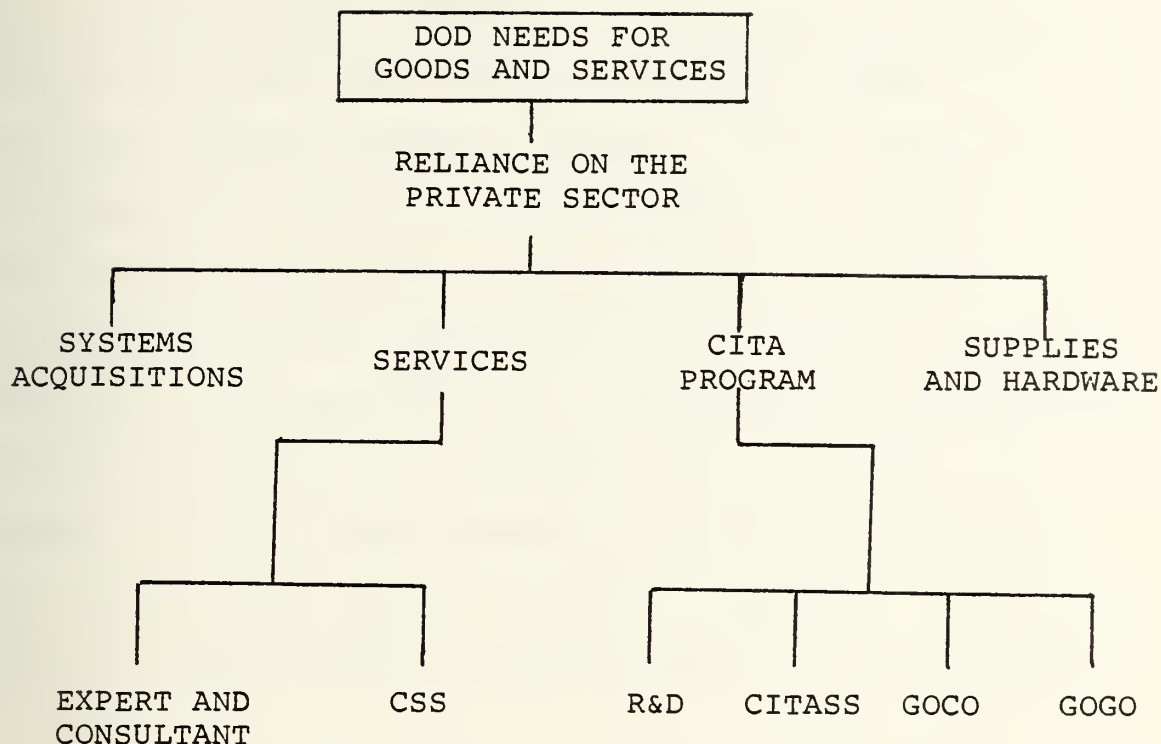 DOD NEEDS FOR
GOODS AND SERVICES
RELIANCE ON THE
PRIVATE SECTOR
SYSTEMS
ACQUISITIONS
SERVICES
CITA
PROGRAM
SUPPLIES
AND HARDWARE
EXPERT AND
CONSULTANT
CSS
R&D
CITASS
GOCO
GOGO